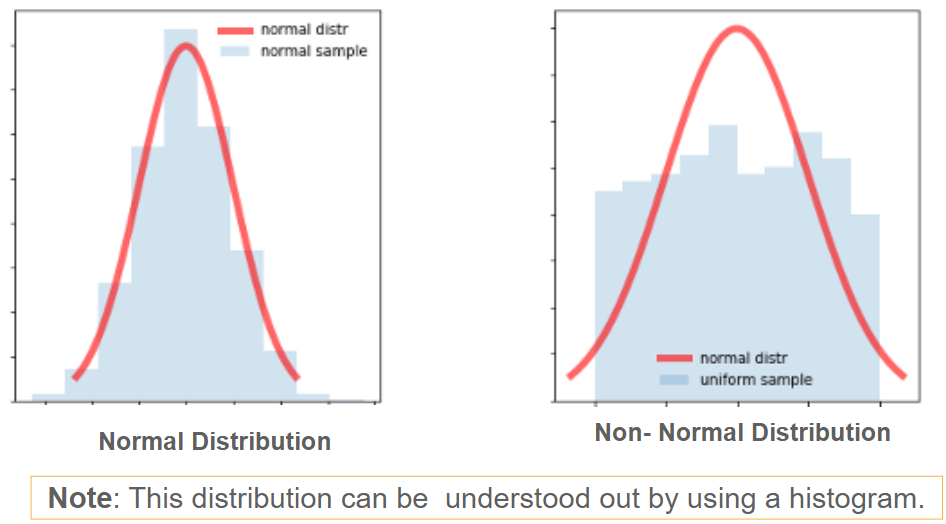 normal distr
normal sample
normal distr
uniform sample
Normal Distribution
Non- Normal Distribution
Note: This distribution can be  understood out by using a histogram.